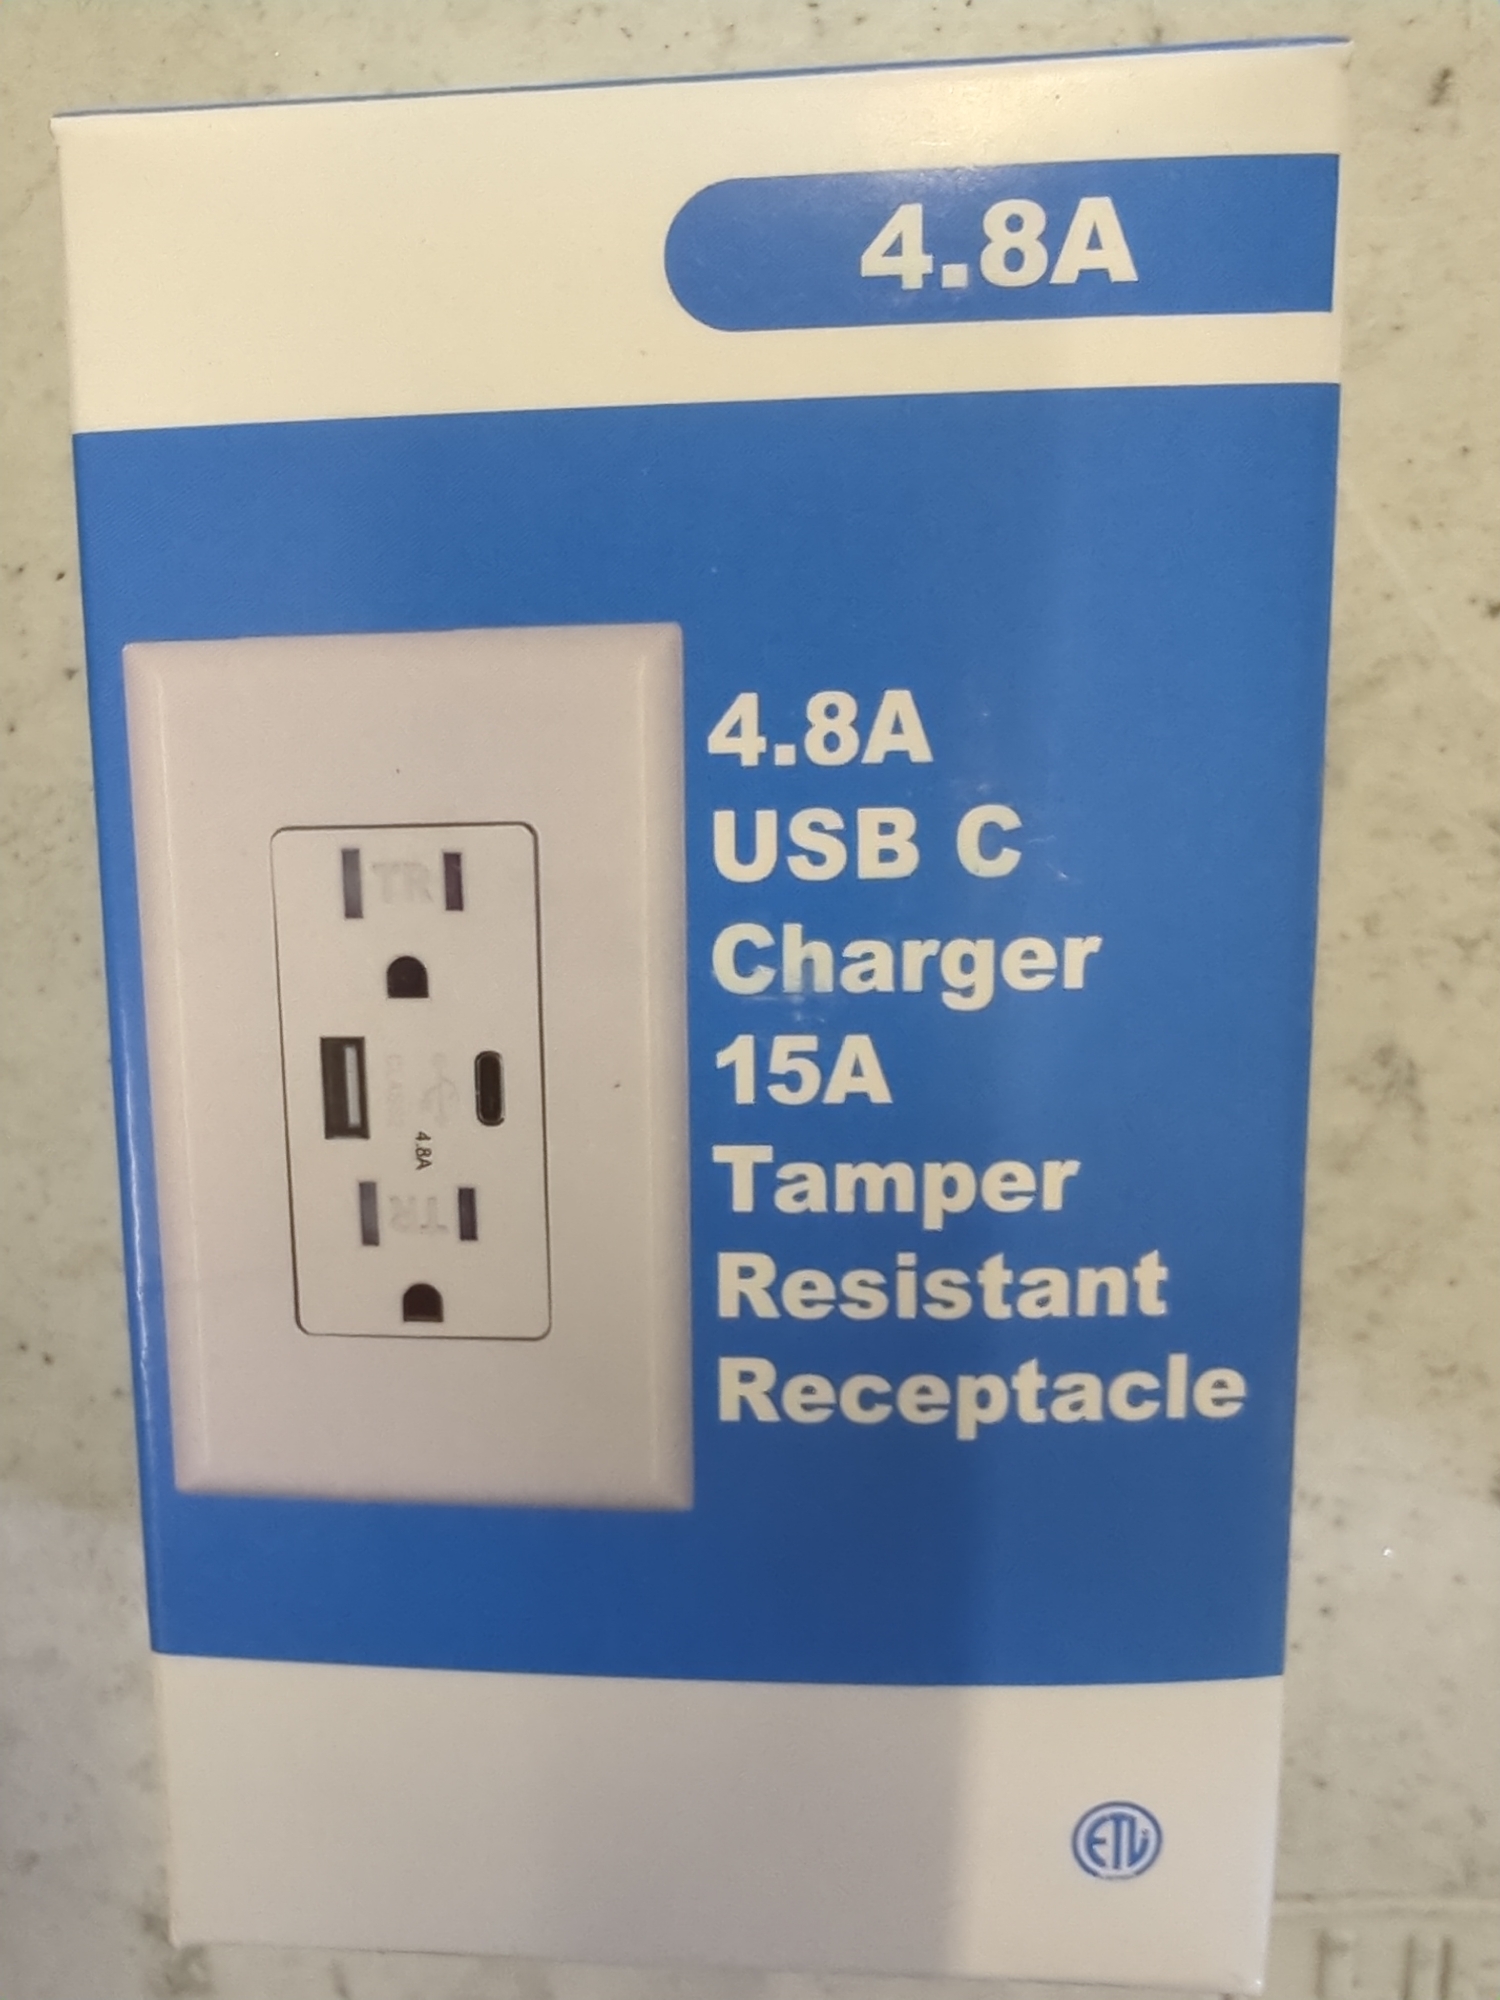 4.8A
4.8A
USB C
Charger
15A
Tamper
Resistant
Receptacle
TR
4.8A
TR
ETL